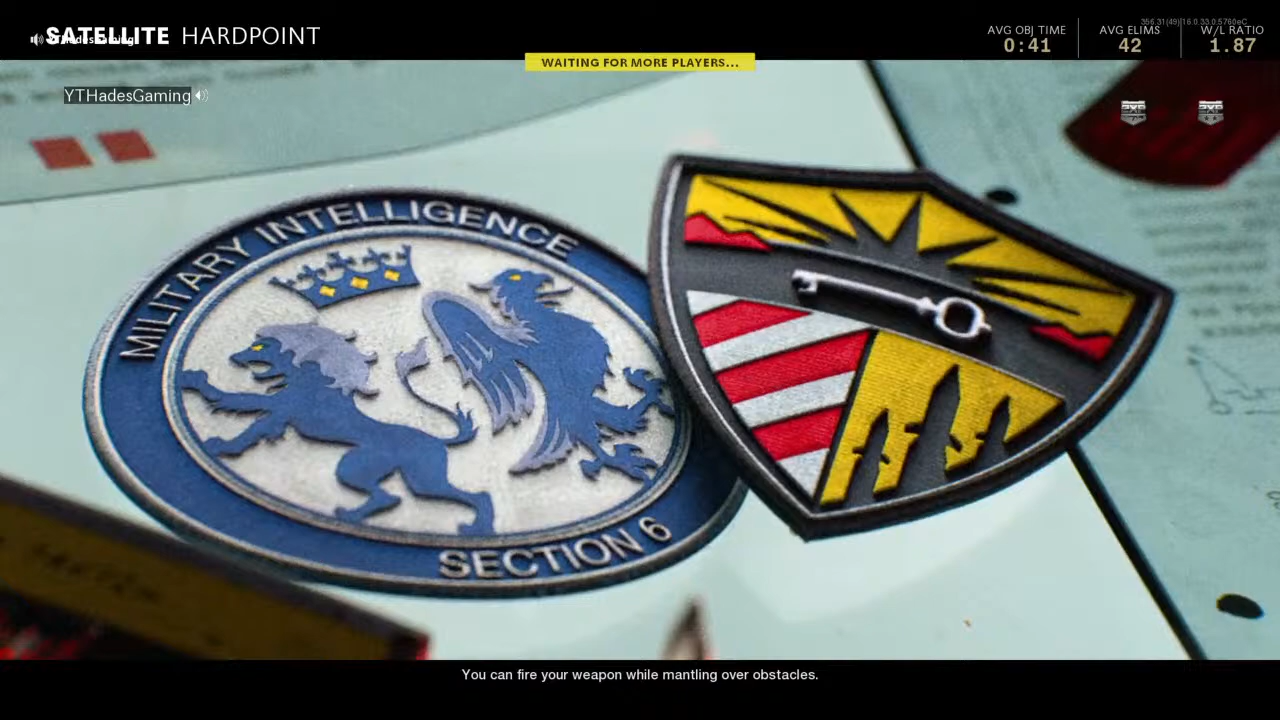 SATELLITE HARDPOINT
AVG OBJ TIME
0:41
AVG ELIMS
42
W/L RATIO
1.87
WAITING FOR MORE PLAYERS...
YTHadesGaming
MILITARY INTELLIGENCE
SECTION 6
You can fire your weapon while mantling over obstacles.